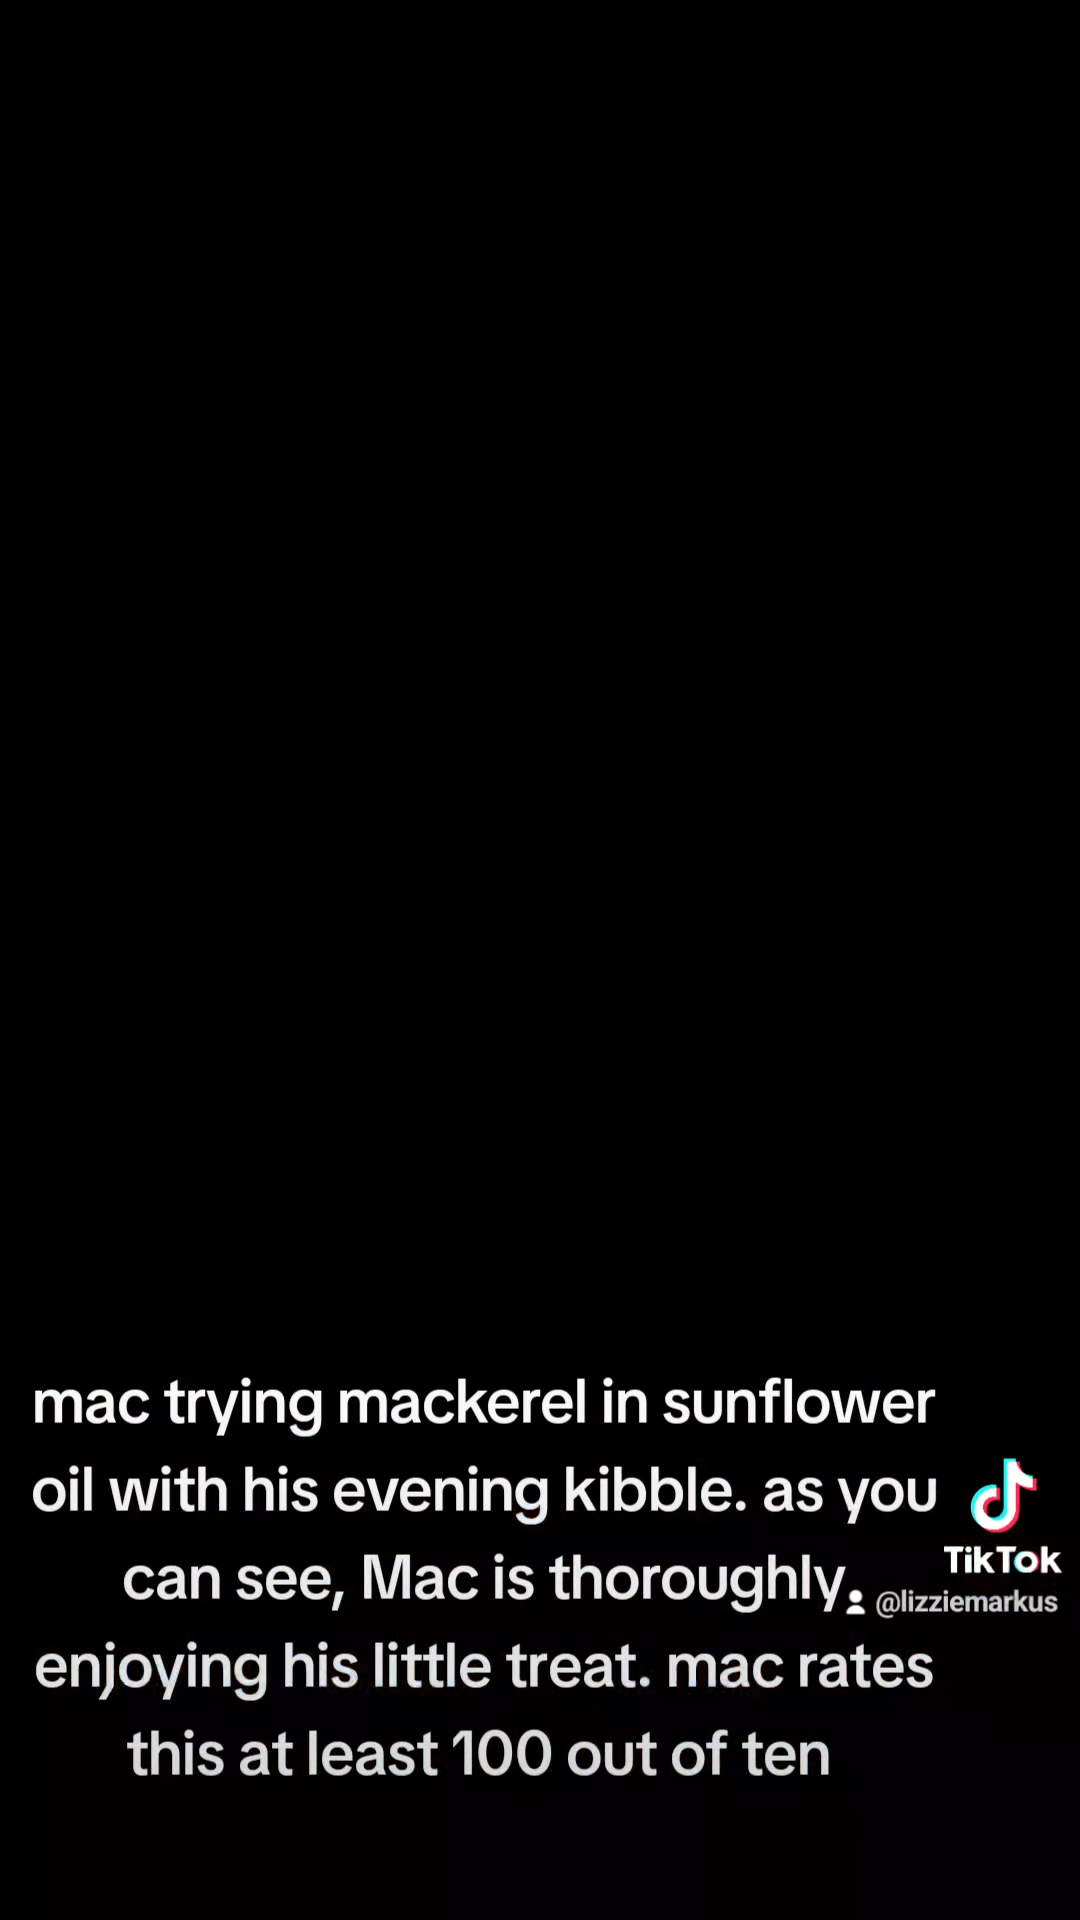 mac trying mackerel in sunflower
oil with his evening kibble. as you
can see, Mac is thoroughly
enjoying his little treat. mac rates
this at least 100 out of ten
TikTok
@lizziemarkus